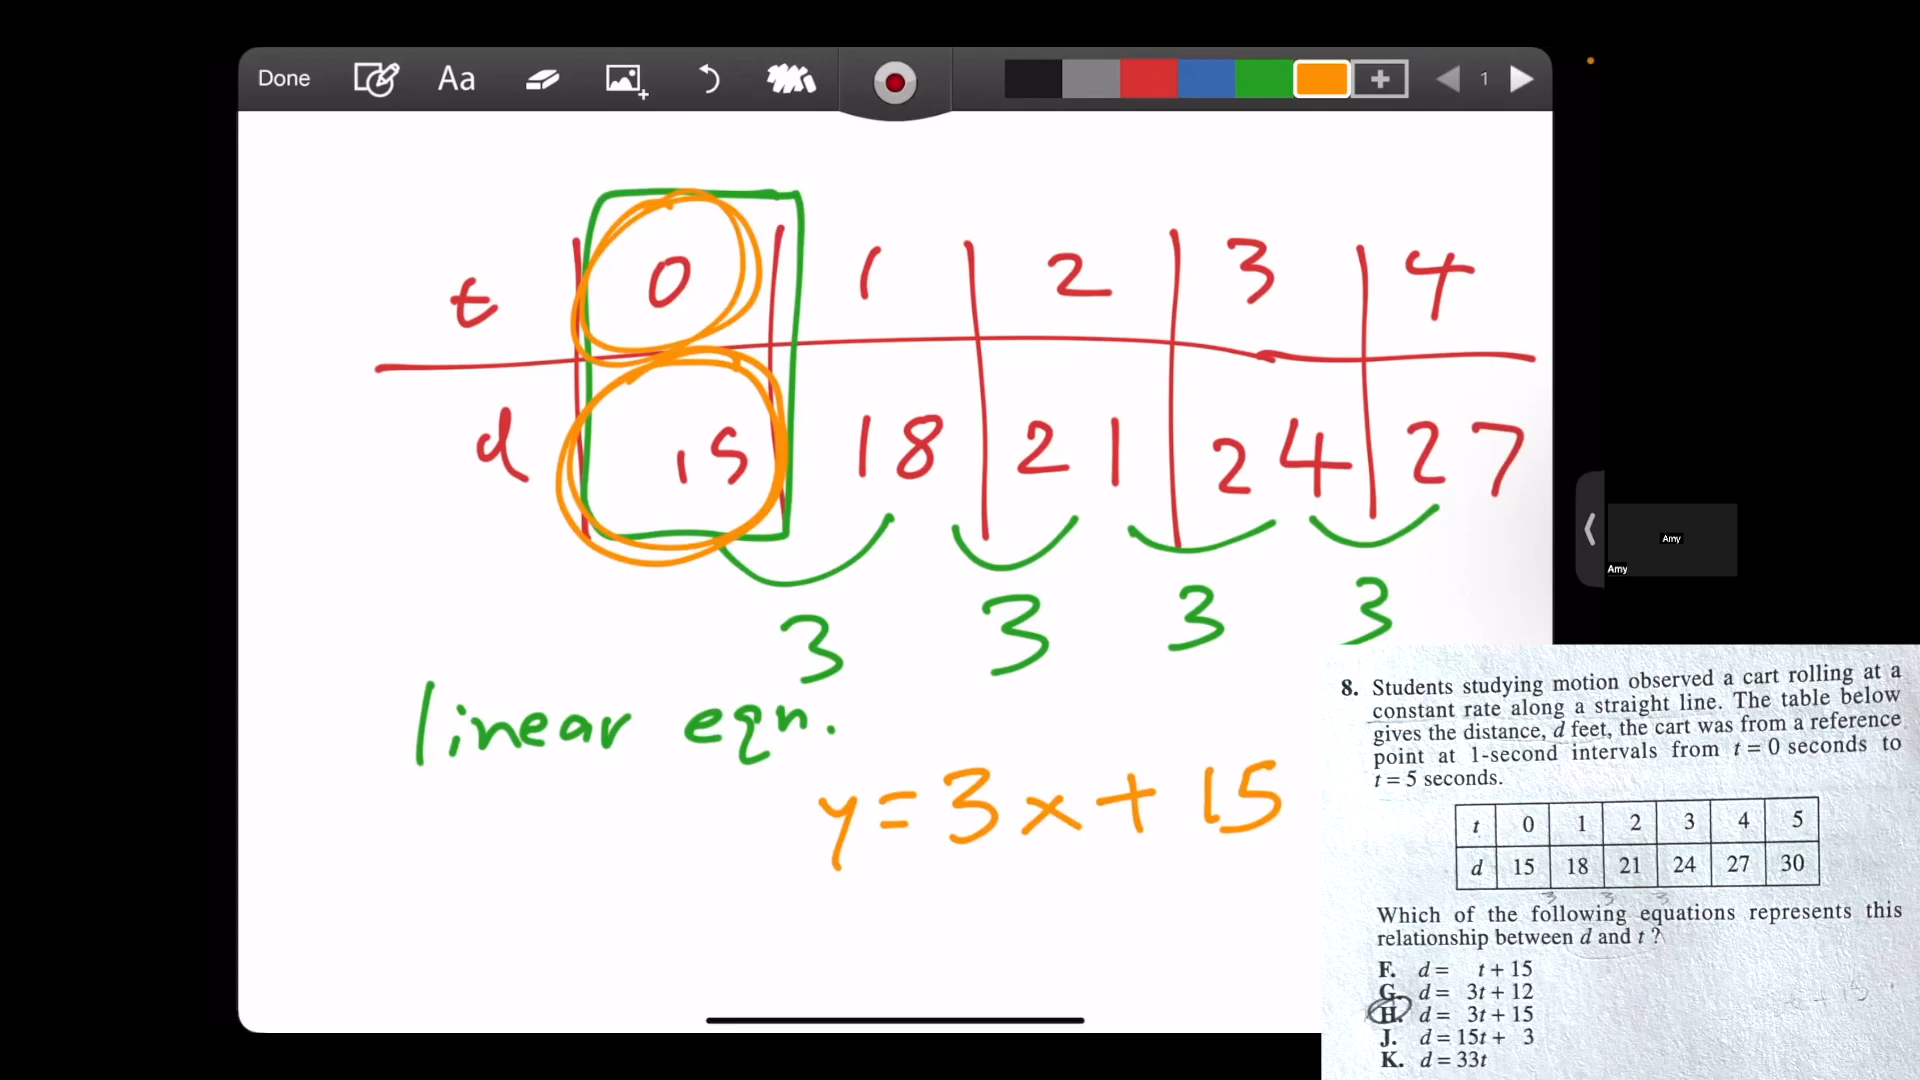 Done Aa 1
t 0 1 2 3 4
d 15 18 21 24 27
3 3 3 3
linear eqn.
y = 3x + 15
Amy
Amy
8. Students studying motion observed a cart rolling at a
constant rate along a straight line. The table below
gives the distance, d feet, the cart was from a reference
point at 1-second intervals from t = 0 seconds to
t = 5 seconds.
t 0 1 2 3 4 5
d 15 18 21 24 27 30
3 3 3
Which of the following equations represents this
relationship between d and t ?
F. d = t + 15
G. d = 3t + 12
H. d = 3t + 15
J. d = 15t + 3
K. d = 33t